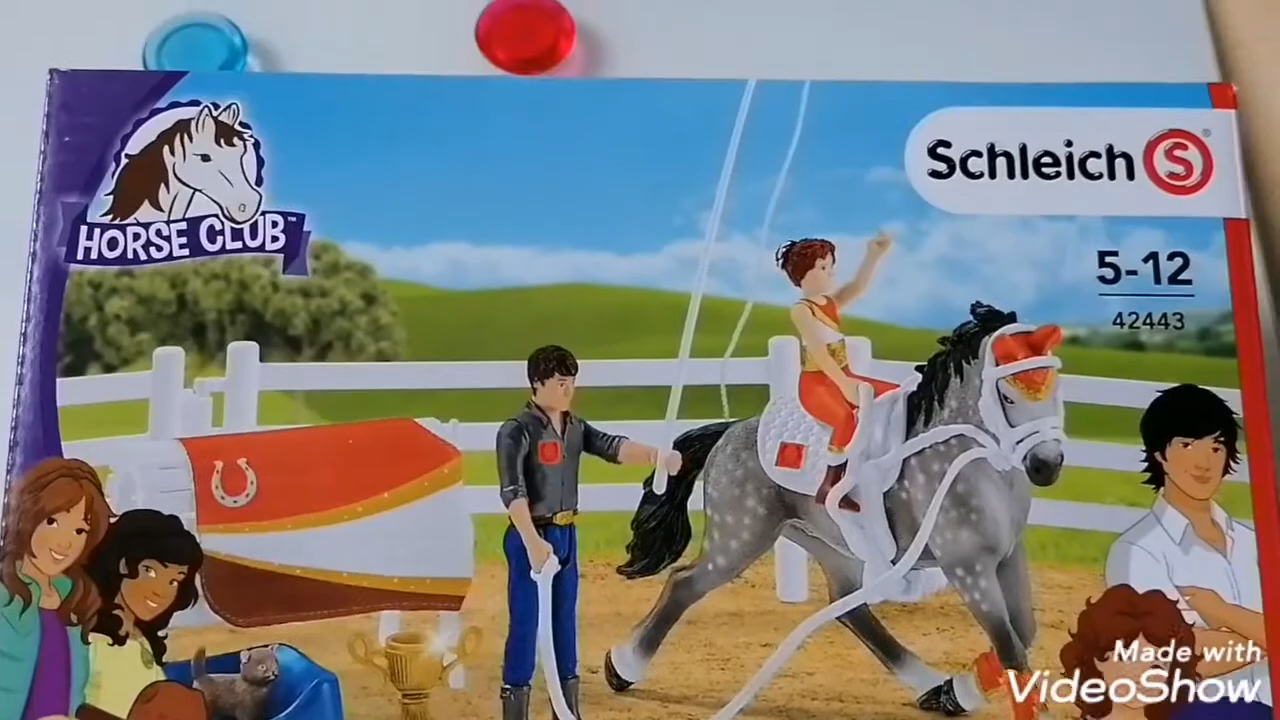 HORSE CLUB™
Schleich S®
5-12
42443
Made with
VideoShow